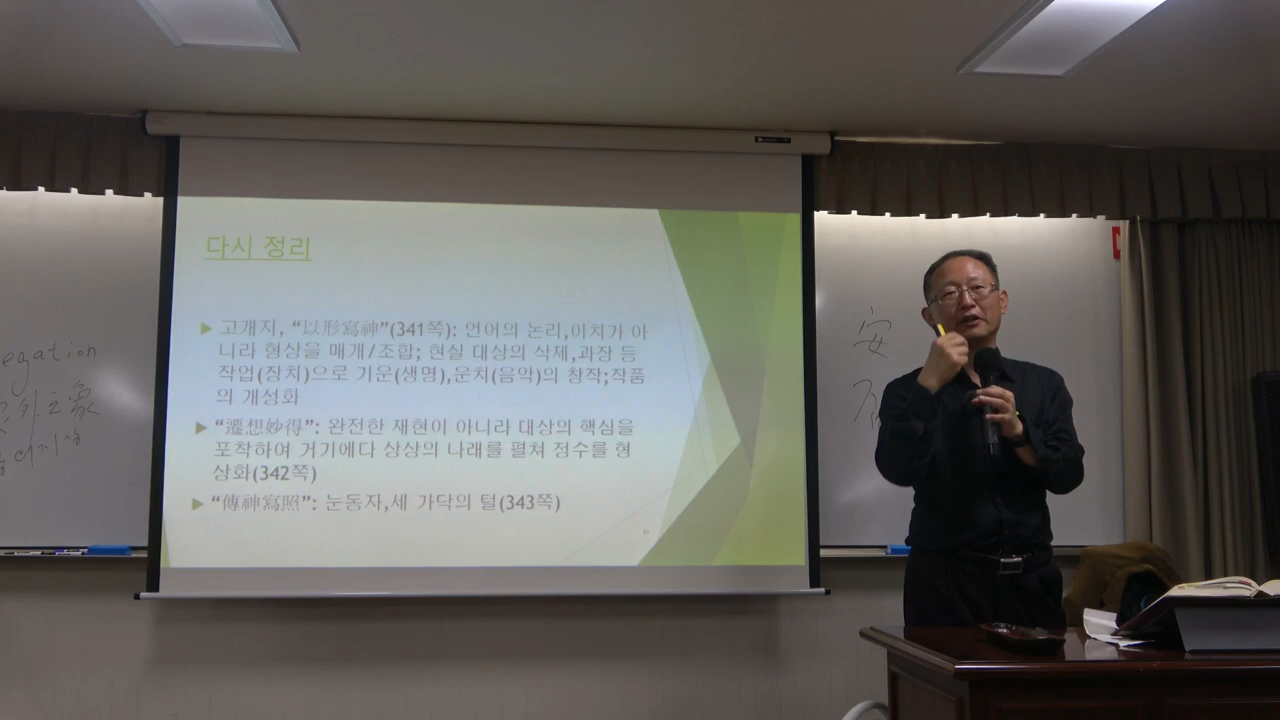 다시 정리
고개지, “以形寫神”(341쪽): 언어의 논리,이치가 아
니라 형상을 매개/조합; 현실 대상의 삭제,과장 등
작업(장치)으로 기운(생명),운치(음악)의 창작;작품
의 개성화
“遷想妙得”: 완전한 재현이 아니라 대상의 핵심을
포착하여 거기에다 상상의 나래를 펼쳐 정수를 형
상화(342쪽)
“傳神寫照”: 눈동자,세 가닥의 털(343쪽)
egation
外之象
安